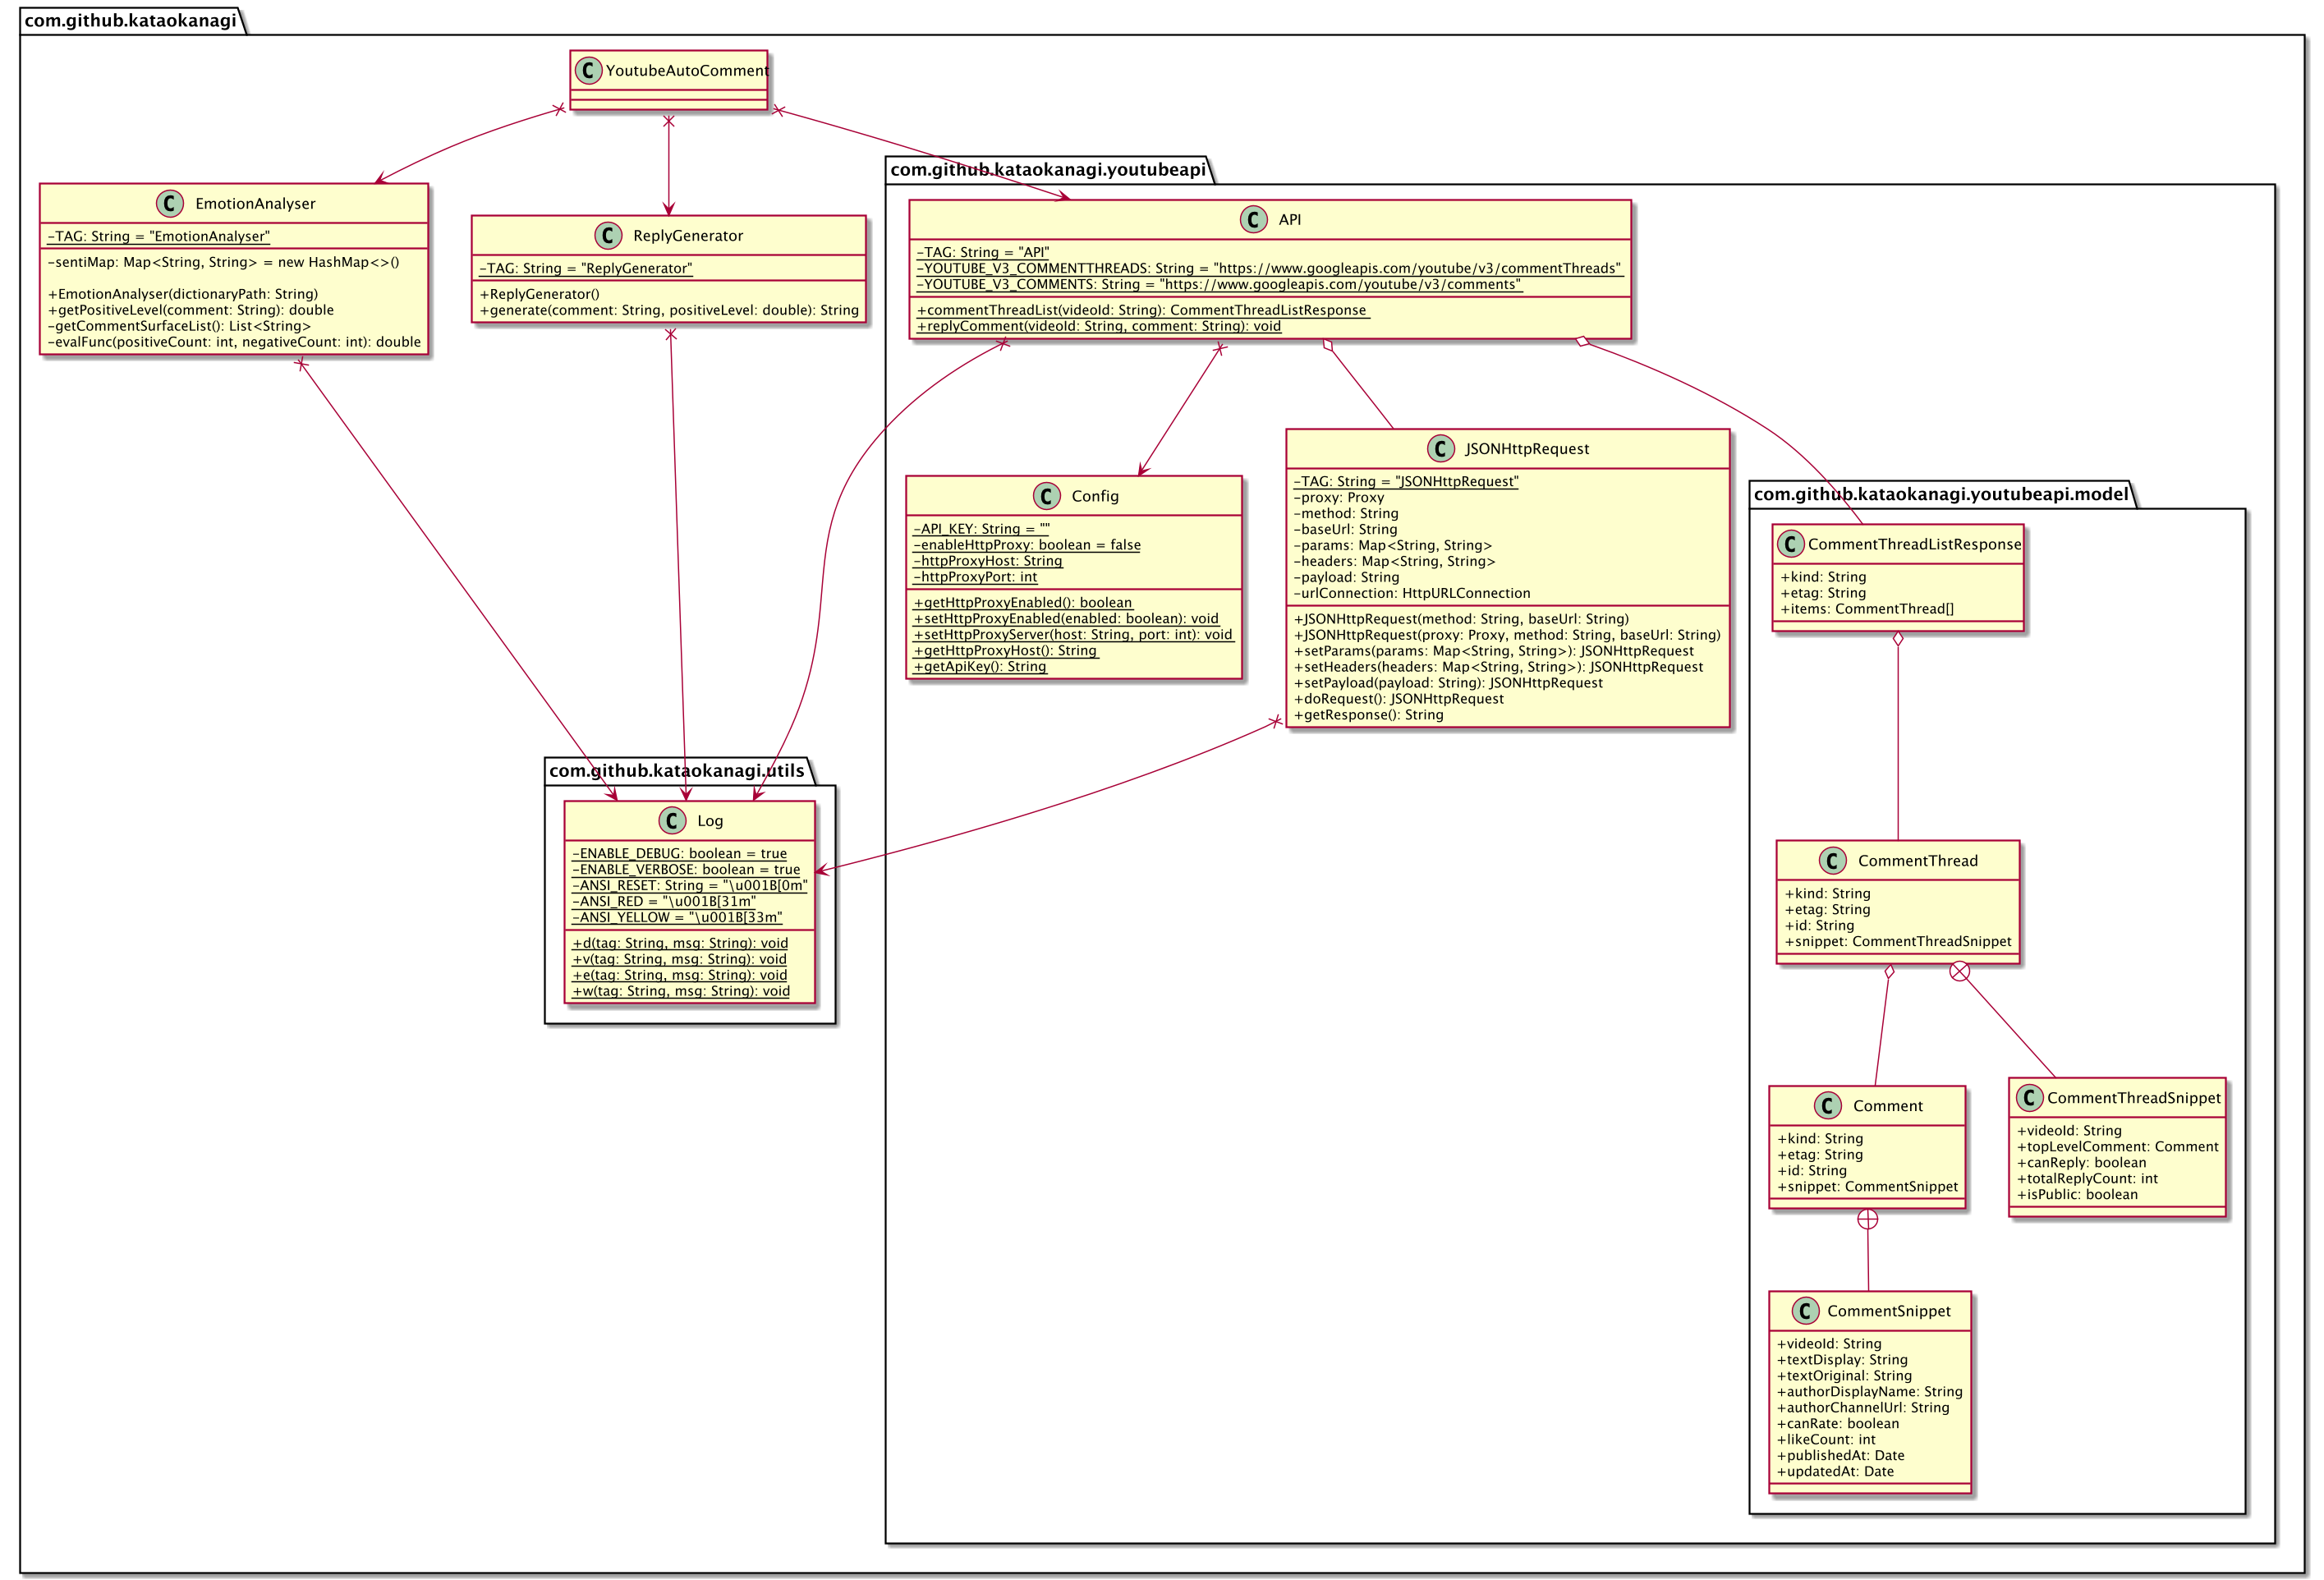 com.github.kataokanagi
C YoutubeAutoComment
com.github.kataokanagi.youtubeapi
C EmotionAnalyser
-TAG: String = "EmotionAnalyser"
-sentiMap: Map<String, String> = new HashMap<>()
+EmotionAnalyser(dictionaryPath: String)
+getPositiveLevel(comment: String): double
-getCommentSurfaceList(): List<String>
-evalFunc(positiveCount: int, negativeCount: int): double
C ReplyGenerator
-TAG: String = "ReplyGenerator"
+ReplyGenerator()
+generate(comment: String, positiveLevel: double): String
C API
-TAG: String = "API"
-YOUTUBE_V3_COMMENTTHREADS: String = "https://www.googleapis.com/youtube/v3/commentThreads"
-YOUTUBE_V3_COMMENTS: String = "https://www.googleapis.com/youtube/v3/comments"
+commentThreadList(videoId: String): CommentThreadListResponse
+replyComment(videoId: String, comment: String): void
C Config
-API_KEY: String = ""
-enableHttpProxy: boolean = false
-httpProxyHost: String
-httpProxyPort: int
+getHttpProxyEnabled(): boolean
+setHttpProxyEnabled(enabled: boolean): void
+setHttpProxyServer(host: String, port: int): void
+getHttpProxyHost(): String
+getApiKey(): String
C JSONHttpRequest
-TAG: String = "JSONHttpRequest"
-proxy: Proxy
-method: String
-baseUrl: String
-params: Map<String, String>
-headers: Map<String, String>
-payload: String
-urlConnection: HttpURLConnection
+JSONHttpRequest(method: String, baseUrl: String)
+JSONHttpRequest(proxy: Proxy, method: String, baseUrl: String)
+setParams(params: Map<String, String>): JSONHttpRequest
+setHeaders(headers: Map<String, String>): JSONHttpRequest
+setPayload(payload: String): JSONHttpRequest
+doRequest(): JSONHttpRequest
+getResponse(): String
com.github.kataokanagi.youtubeapi.model
C CommentThreadListResponse
+kind: String
+etag: String
+items: CommentThread[]
com.github.kataokanagi.utils
C Log
-ENABLE_DEBUG: boolean = true
-ENABLE_VERBOSE: boolean = true
-ANSI_RESET: String = "\u001B[0m"
-ANSI_RED = "\u001B[31m"
-ANSI_YELLOW = "\u001B[33m"
+d(tag: String, msg: String): void
+v(tag: String, msg: String): void
+e(tag: String, msg: String): void
+w(tag: String, msg: String): void
C CommentThread
+kind: String
+etag: String
+id: String
+snippet: CommentThreadSnippet
C Comment
+kind: String
+etag: String
+id: String
+snippet: CommentSnippet
C CommentThreadSnippet
+videoId: String
+topLevelComment: Comment
+canReply: boolean
+totalReplyCount: int
+isPublic: boolean
C CommentSnippet
+videoId: String
+textDisplay: String
+textOriginal: String
+authorDisplayName: String
+authorChannelUrl: String
+canRate: boolean
+likeCount: int
+publishedAt: Date
+updatedAt: Date